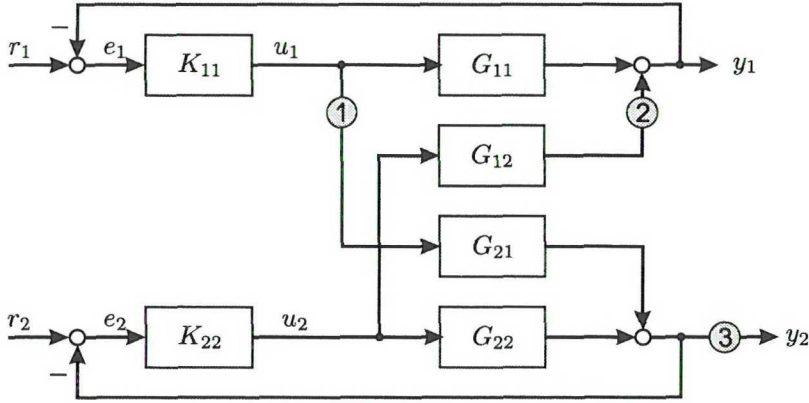 −
r₁ e₁ K₁₁ u₁ G₁₁ y₁
1 2
G₁₂
G₂₁
r₂ e₂ K₂₂ u₂ G₂₂ 3 y₂
−